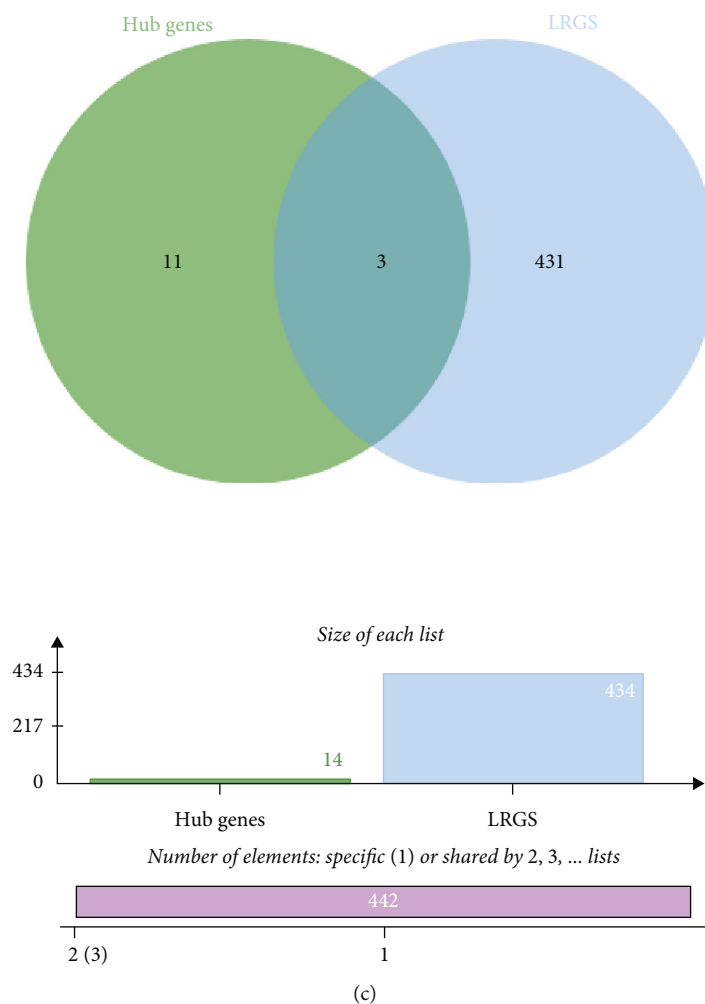 Hub genes
LRGS
11
3
431
Size of each list
434
217
0
14
434
Hub genes
LRGS
Number of elements: specific (1) or shared by 2, 3, ... lists
442
2 (3)
1
(c)